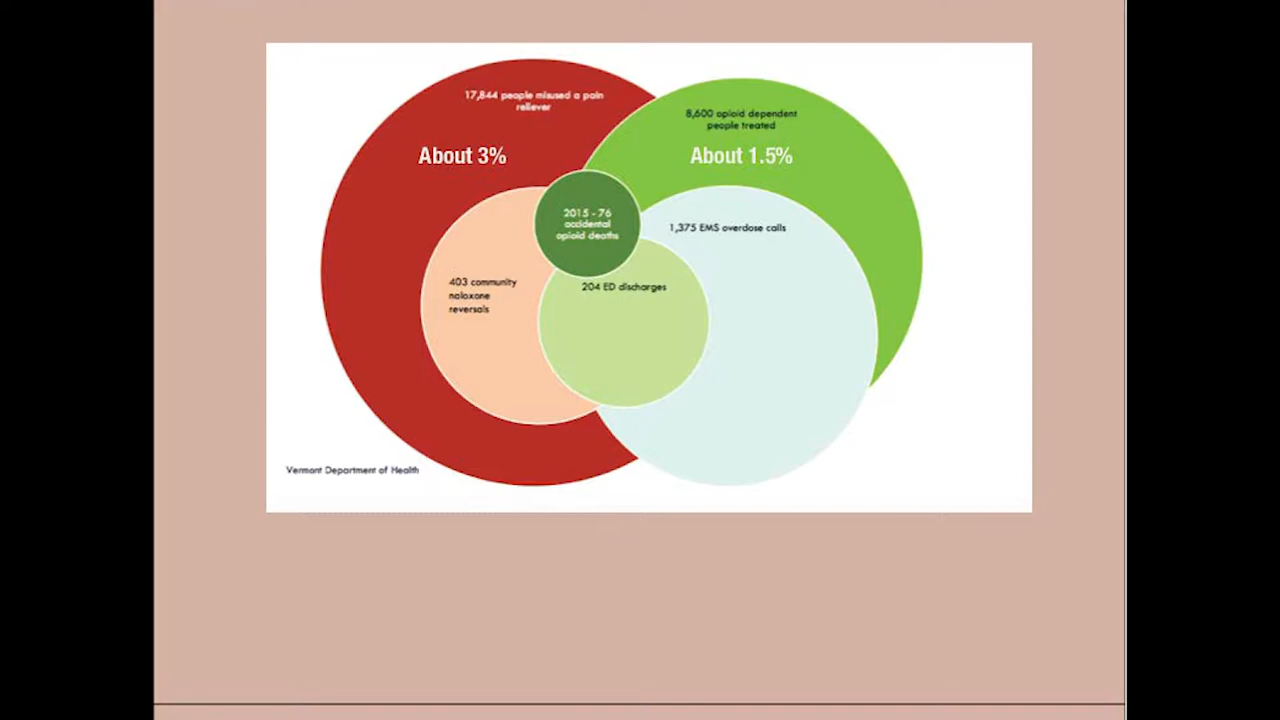 17,844 people misused a pain
reliever
8,600 opioid dependent
people treated
About 3%
About 1.5%
2015 - 76
accidental
opioid deaths
1,375 EMS overdose calls
403 community
naloxone
reversals
204 ED discharges
Vermont Department of Health